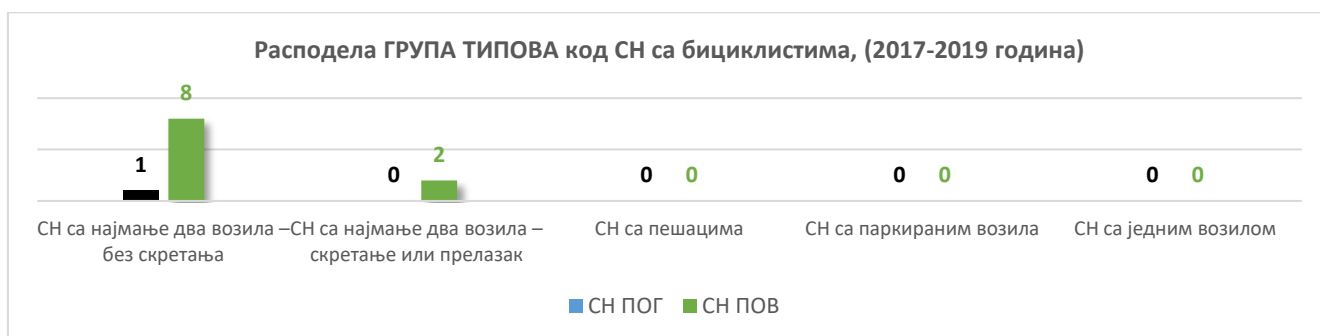 Расподела ГРУПА ТИПОВА код СН са бициклистима, (2017-2019 година)
1
8
0
2
0
0
0
0
0
0
СН са најмање два возила –
без скретања
СН са најмање два возила –
скретање или прелазак
СН са пешацима
СН са паркираним возила
СН са једним возилом
СН ПОГ
СН ПОВ